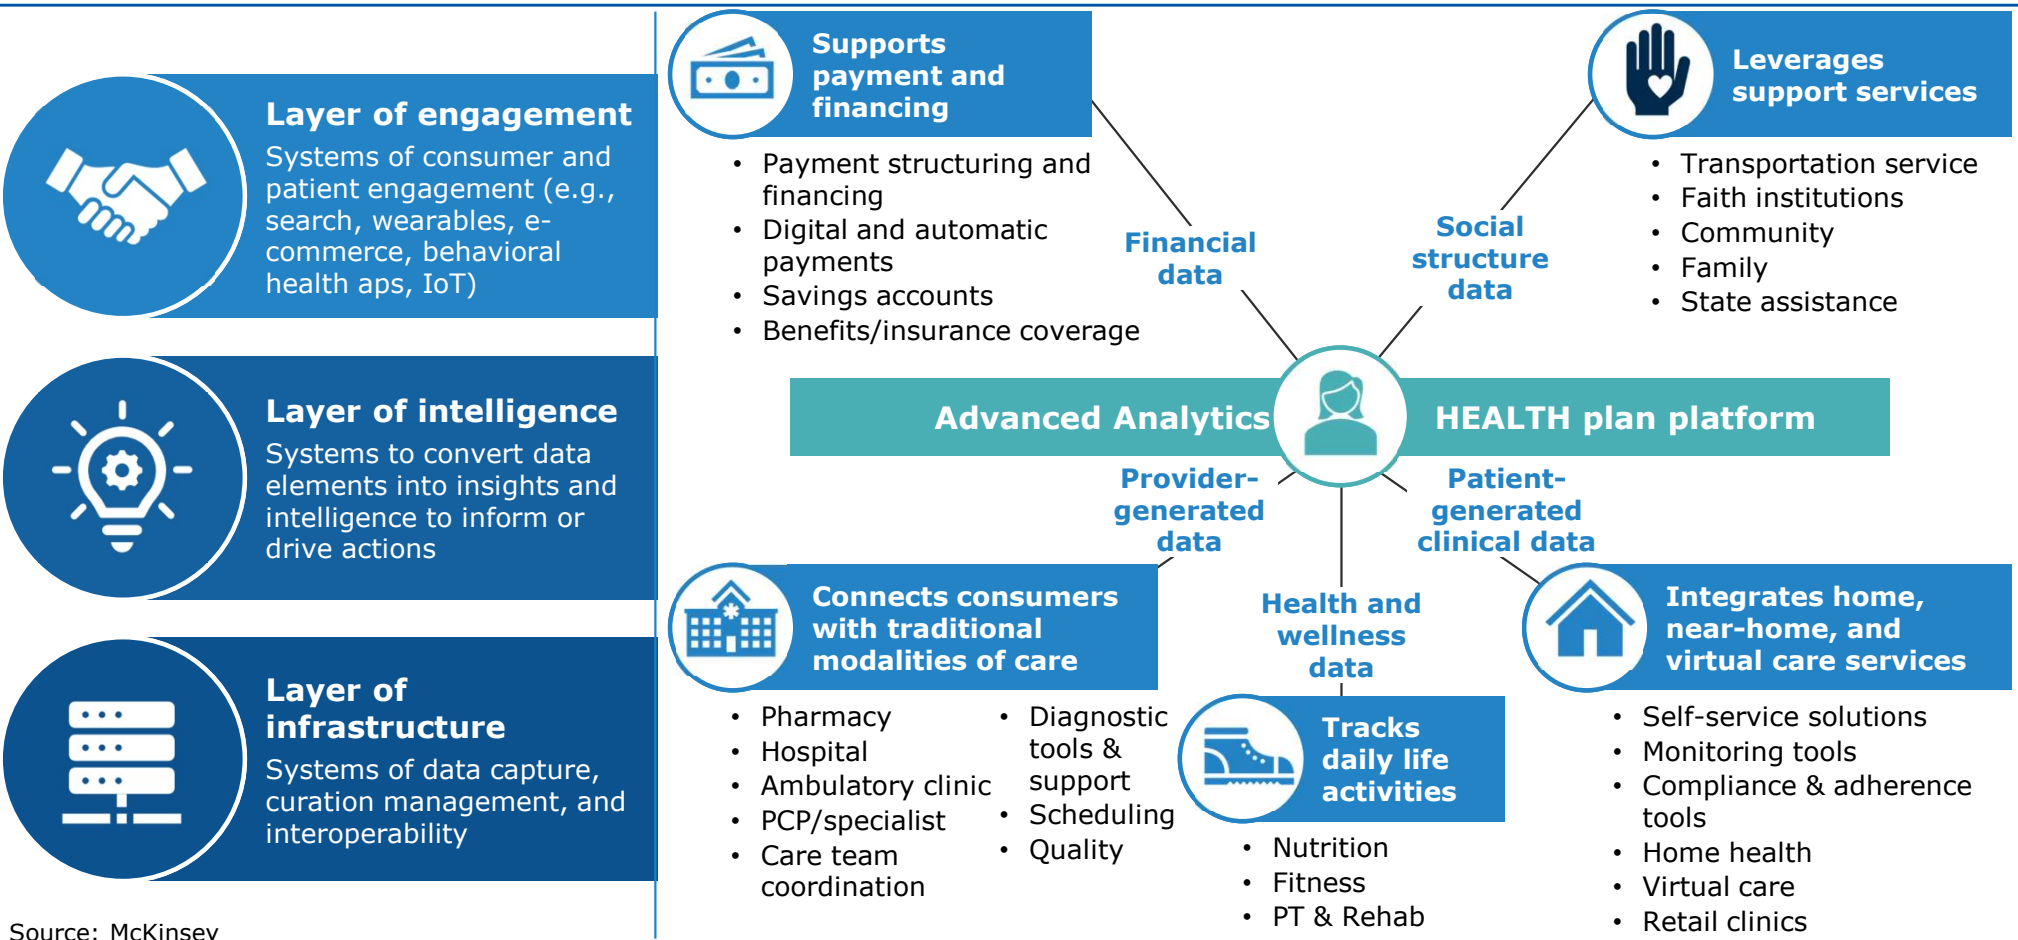 Layer of engagement
Systems of consumer and
patient engagement (e.g.,
search, wearables, e-
commerce, behavioral
health aps, IoT)
Layer of intelligence
Systems to convert data
elements into insights and
intelligence to inform or
drive actions
Layer of
infrastructure
Systems of data capture,
curation management, and
interoperability
Source: McKinsey
Supports
payment and
financing
• Payment structuring and
financing
• Digital and automatic
payments
• Savings accounts
• Benefits/insurance coverage
Financial
data
Social
structure
data
Leverages
support services
• Transportation service
• Faith institutions
• Community
• Family
• State assistance
Advanced Analytics
HEALTH plan platform
Provider-
generated
data
Patient-
generated
clinical data
Health and
wellness
data
Connects consumers
with traditional
modalities of care
• Pharmacy
• Hospital
• Ambulatory clinic
• PCP/specialist
• Care team
coordination
• Diagnostic
tools &
support
• Scheduling
• Quality
Tracks
daily life
activities
• Nutrition
• Fitness
• PT & Rehab
Integrates home,
near-home, and
virtual care services
• Self-service solutions
• Monitoring tools
• Compliance & adherence
tools
• Home health
• Virtual care
• Retail clinics